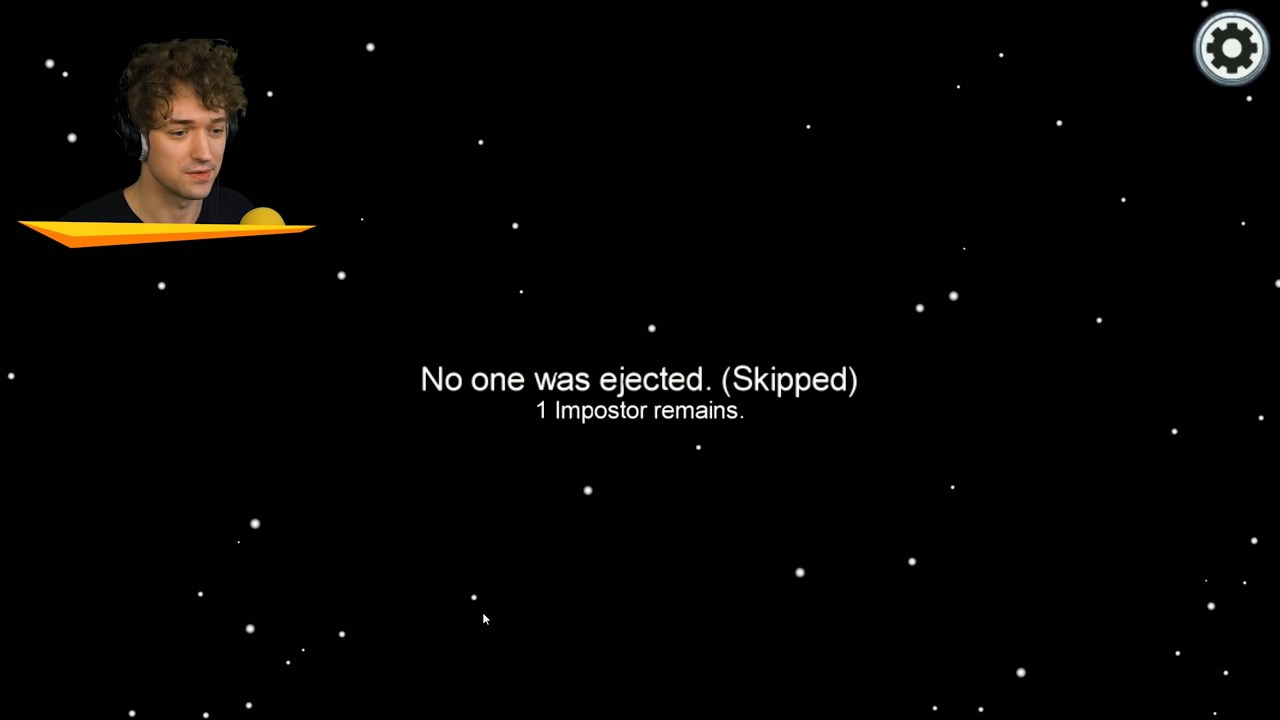 No one was ejected. (Skipped)
1 Impostor remains.